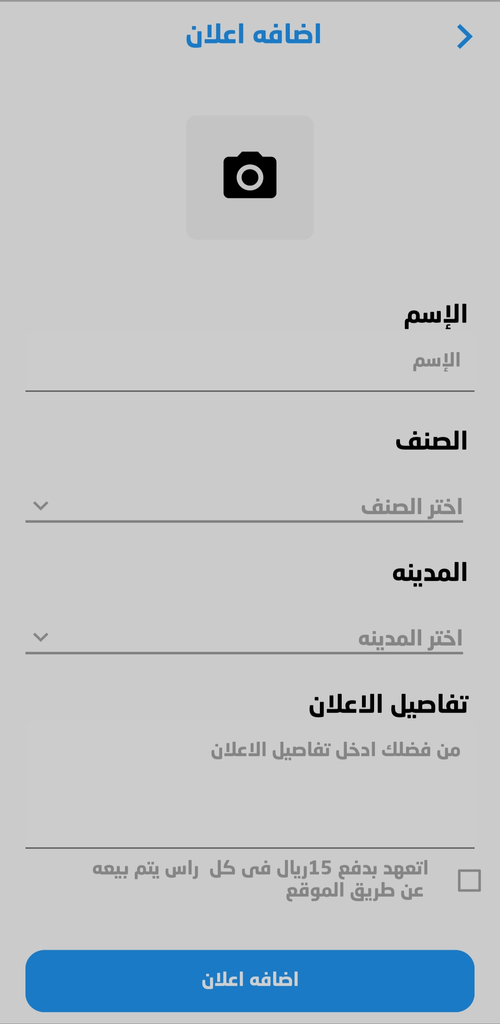 اضافه اعلان
الإسم
الإسم
الصنف
اختر الصنف
المدينه
اختر المدينه
تفاصيل الاعلان
من فضلك ادخل تفاصيل الاعلان
اتعهد بدفع 15ريال فى كل راس يتم بيعه
عن طريق الموقع
اضافه اعلان